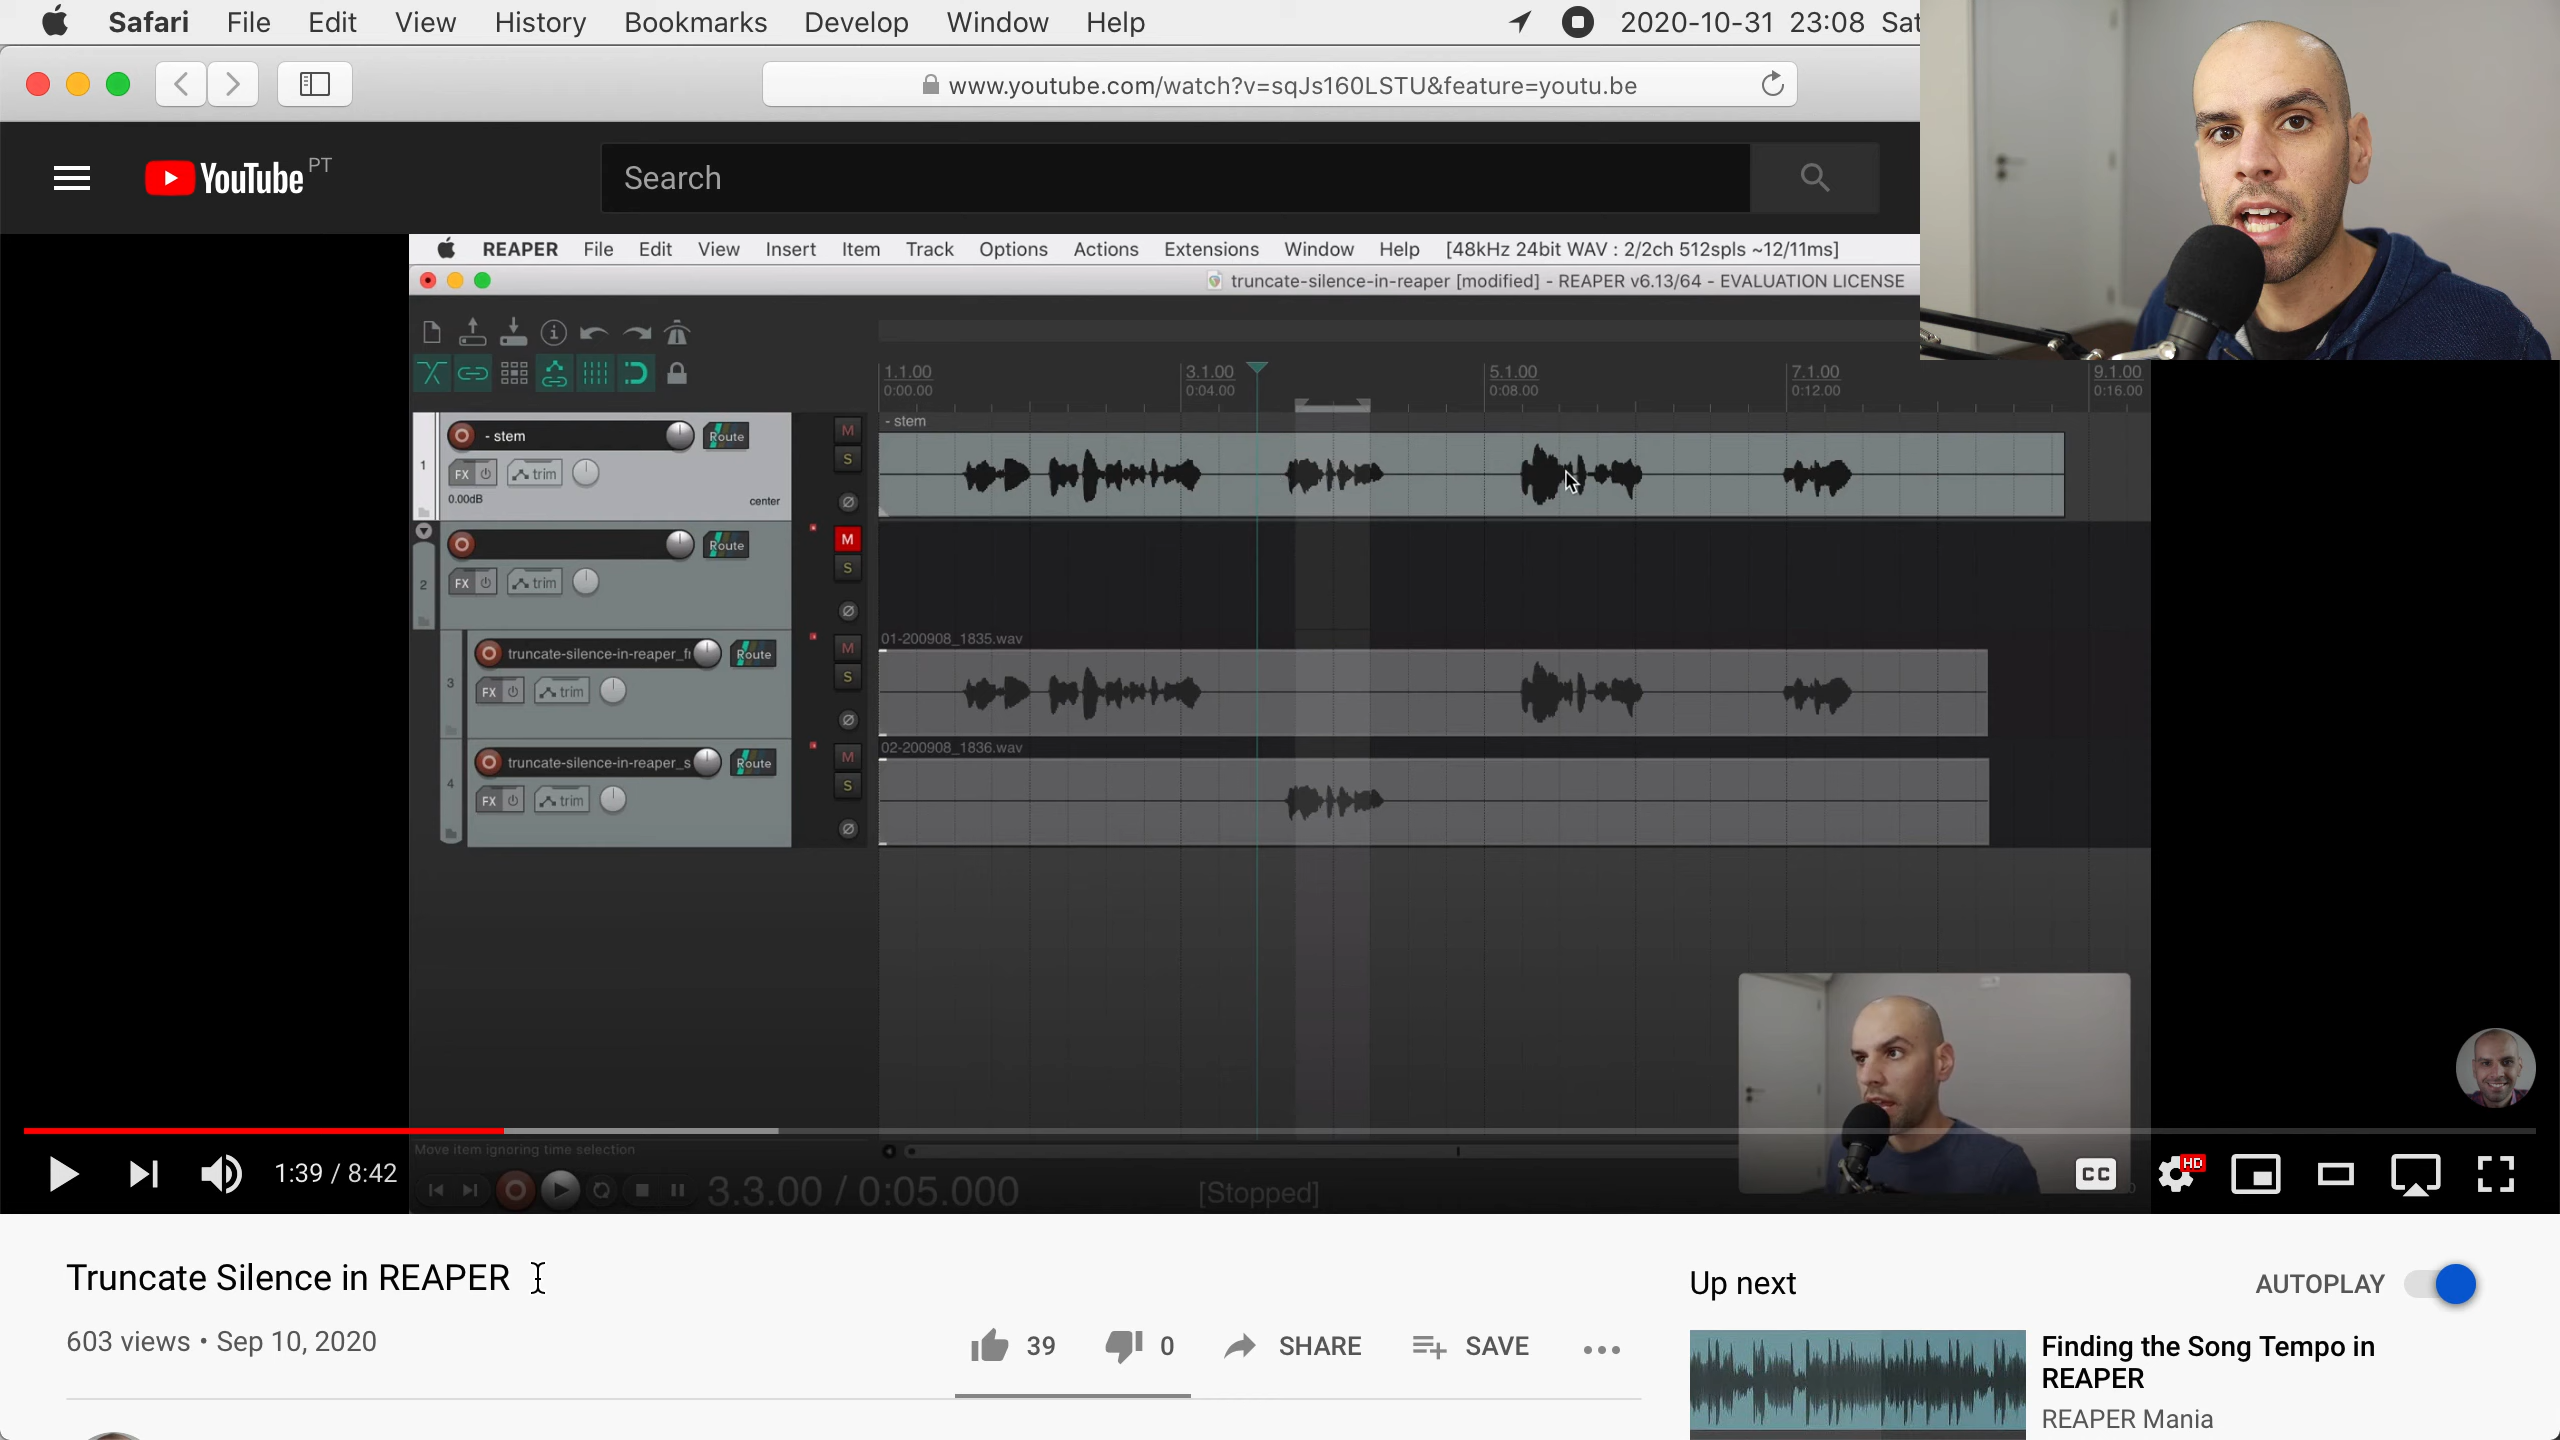 Safari File Edit View History Bookmarks Develop Window Help 2020-10-31 23:08 Sat
www.youtube.com/watch?v=sqJs160LSTU&feature=youtu.be
YouTube PT
Search
REAPER File Edit View Insert Item Track Options Actions Extensions Window Help [48kHz 24bit WAV : 2/2ch 512spls ~12/11ms]
truncate-silence-in-reaper [modified] - REAPER v6.13/64 - EVALUATION LICENSE
1.1.00 3.1.00 5.1.00 7.1.00 9.1.00
0:00.00 0:04.00 0:08.00 0:12.00 0:16.00
- stem
1 - stem Route M
FX trim S
0.00dB center
2 Route M
FX trim S
01-200908_1835.wav
3 truncate-silence-in-reaper_fr Route M
FX trim S
02-200908_1836.wav
4 truncate-silence-in-reaper_s Route M
FX trim S
Move item ignoring time selection
1:39 / 8:42
3.3.00 / 0:05.000
[Stopped]
CC
HD
Truncate Silence in REAPER
603 views • Sep 10, 2020
39 0 SHARE SAVE
Up next AUTOPLAY
Finding the Song Tempo in
REAPER
REAPER Mania